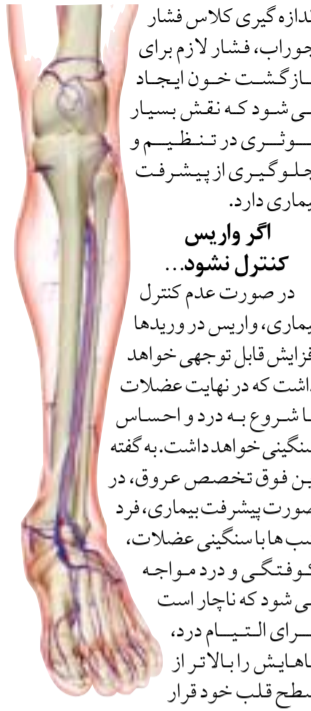 ندازه گیری کلاس فشار
جوراب، فشار لازم برای
بازگشت خون ایجاد
می شود که نقش بسیار
موثری در تنظیم و
جلوگیری از پیشرفت
بیماری دارد.
اگر واریس
کنترل نشود...
در صورت عدم کنترل
بیماری، واریس در وریدها
افزایش قابل توجهی خواهد
داشت که در نهایت عضلات
با شروع به درد و احساس
سنگینی خواهد داشت. به گفته
این فوق تخصص عروق، در
صورت پیشرفت بیماری، فرد
شب ها با سنگینی عضلات،
کوفتگی و درد مواجه
می شود که ناچار است
برای التیام درد،
پاهایش را بالاتر از
سطح قلب خود قرار